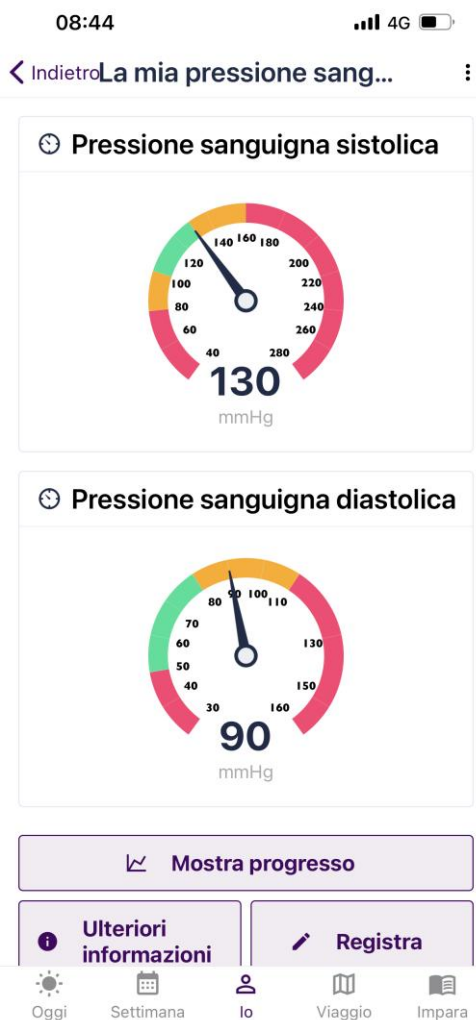 08:44
4G
Indietro
La mia pressione sang...
Pressione sanguigna sistolica
40
60
80
100
120
140
160
180
200
220
240
260
280
130
mmHg
Pressione sanguigna diastolica
30
40
50
60
70
80
90
100
110
130
150
160
90
mmHg
Mostra progresso
Ulteriori
informazioni
Registra
Oggi
Settimana
Io
Viaggio
Impara